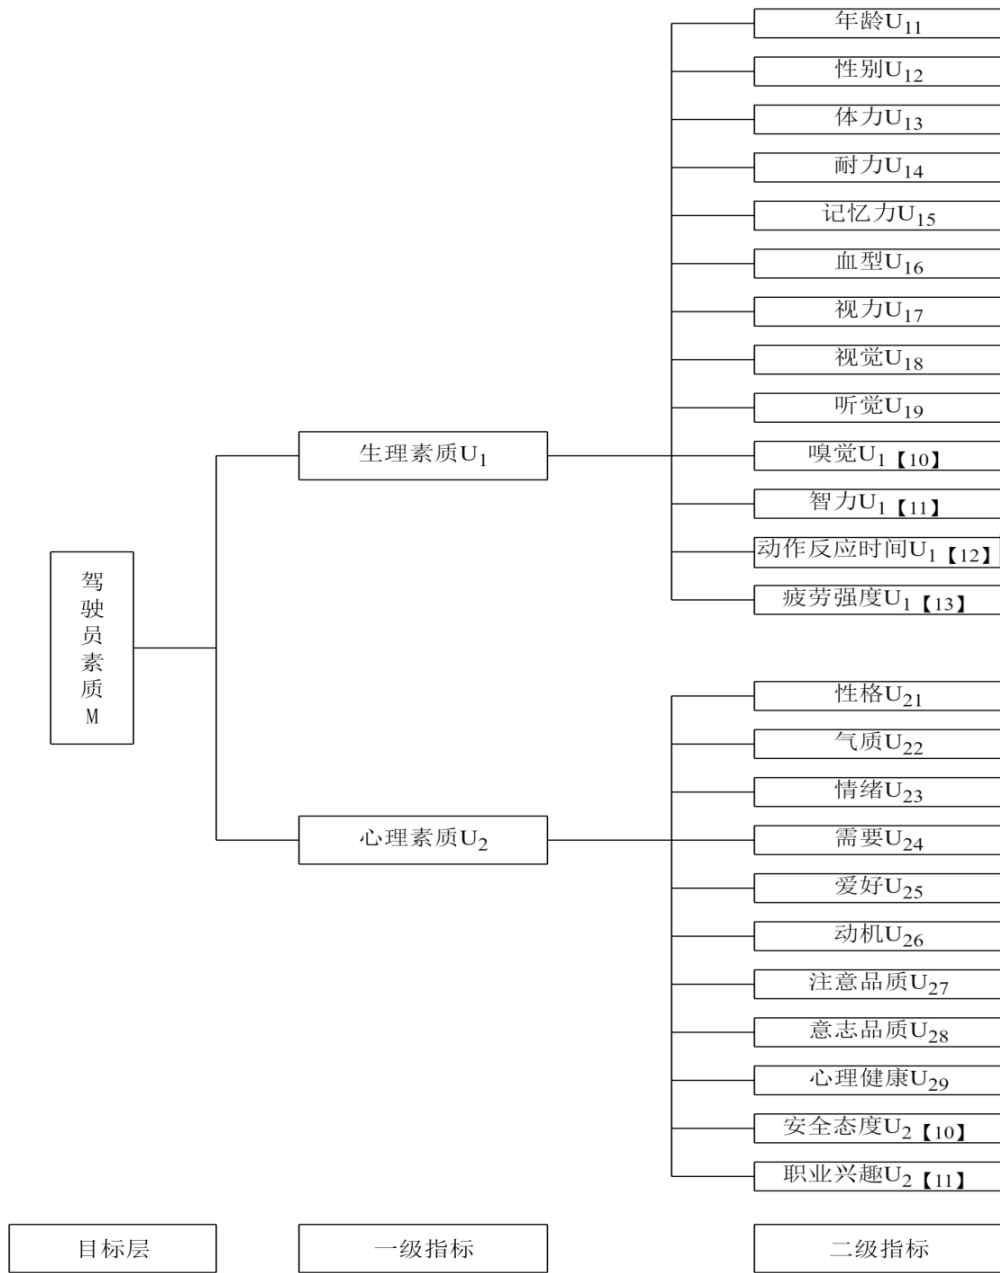 年龄U11
性别U12
体力U13
耐力U14
记忆力U15
血型U16
视力U17
视觉U18
听觉U19
生理素质U1
嗅觉U1【10】
智力U1【11】
动作反应时间U1【12】
疲劳强度U1【13】
驾驶员素质M
性格U21
气质U22
情绪U23
心理素质U2
需要U24
爱好U25
动机U26
注意品质U27
意志品质U28
心理健康U29
安全态度U2【10】
职业兴趣U2【11】
目标层
一级指标
二级指标